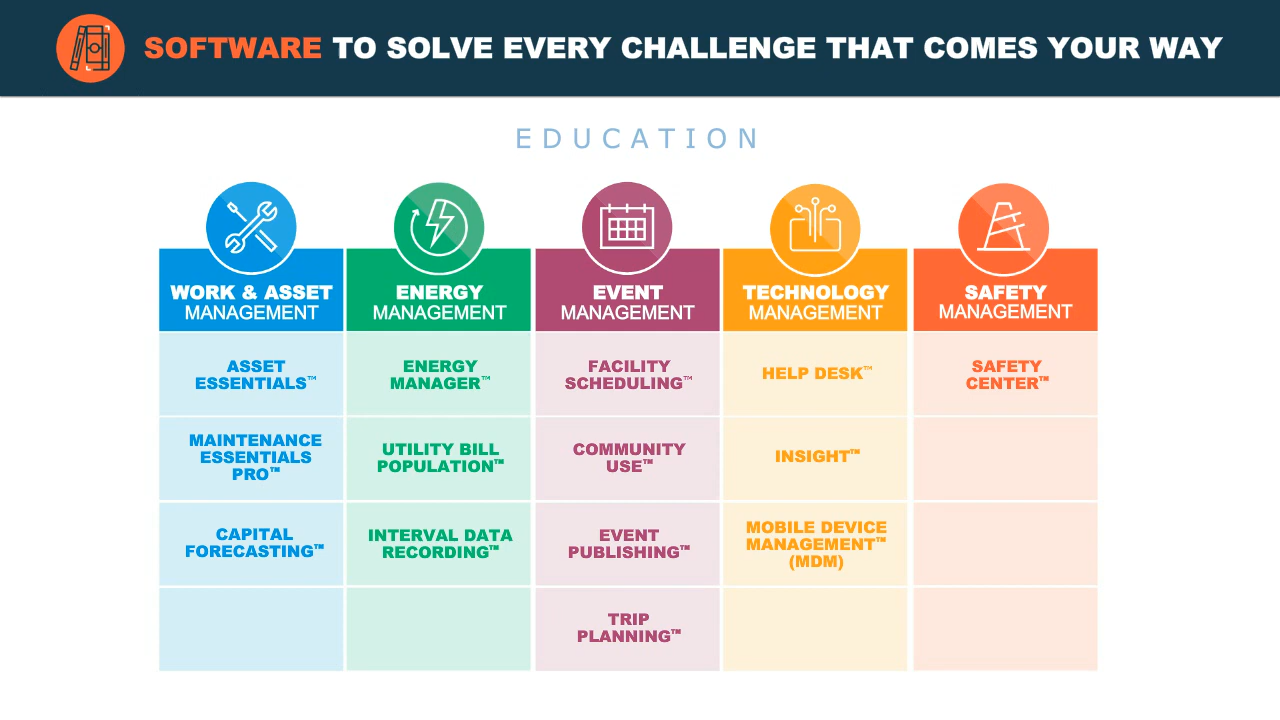 SOFTWARE TO SOLVE EVERY CHALLENGE THAT COMES YOUR WAY
EDUCATION
WORK & ASSET
MANAGEMENT
ASSET
ESSENTIALS™
MAINTENANCE
ESSENTIALS
PRO™
CAPITAL
FORECASTING™
ENERGY
MANAGEMENT
ENERGY
MANAGER™
UTILITY BILL
POPULATION™
INTERVAL DATA
RECORDING™
EVENT
MANAGEMENT
FACILITY
SCHEDULING™
COMMUNITY
USE™
EVENT
PUBLISHING™
TRIP
PLANNING™
TECHNOLOGY
MANAGEMENT
HELP DESK™
INSIGHT™
MOBILE DEVICE
MANAGEMENT™
(MDM)
SAFETY
MANAGEMENT
SAFETY
CENTER™